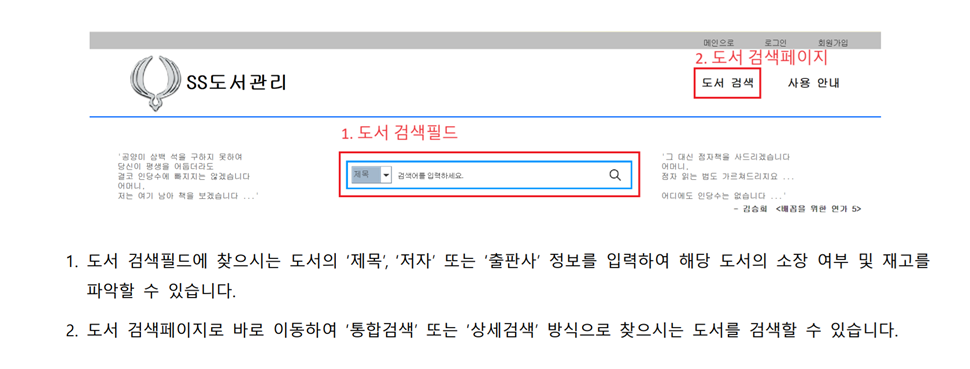 메인으로 로그인 회원가입
2. 도서 검색페이지
SS도서관리
도서 검색 사용 안내
1. 도서 검색필드
'공양미 삼백 석을 구하지 못하여
당신이 평생을 어둡더라도
결코 인당수에 빠지지는 않겠습니다
어머니,
저는 여기 남아 책을 보겠습니다 ...'
제목 검색어를 입력하세요.
'그 대신 점자책을 사드리겠습니다
어머니,
점자 읽는 법도 가르쳐드리지요 ...
어디에도 인당수는 없습니다 ...'
- 김승희 <배꼽을 위한 연가 5>
1. 도서 검색필드에 찾으시는 도서의 '제목', '저자' 또는 '출판사' 정보를 입력하여 해당 도서의 소장 여부 및 재고를
파악할 수 있습니다.
2. 도서 검색페이지로 바로 이동하여 '통합검색' 또는 '상세검색' 방식으로 찾으시는 도서를 검색할 수 있습니다.